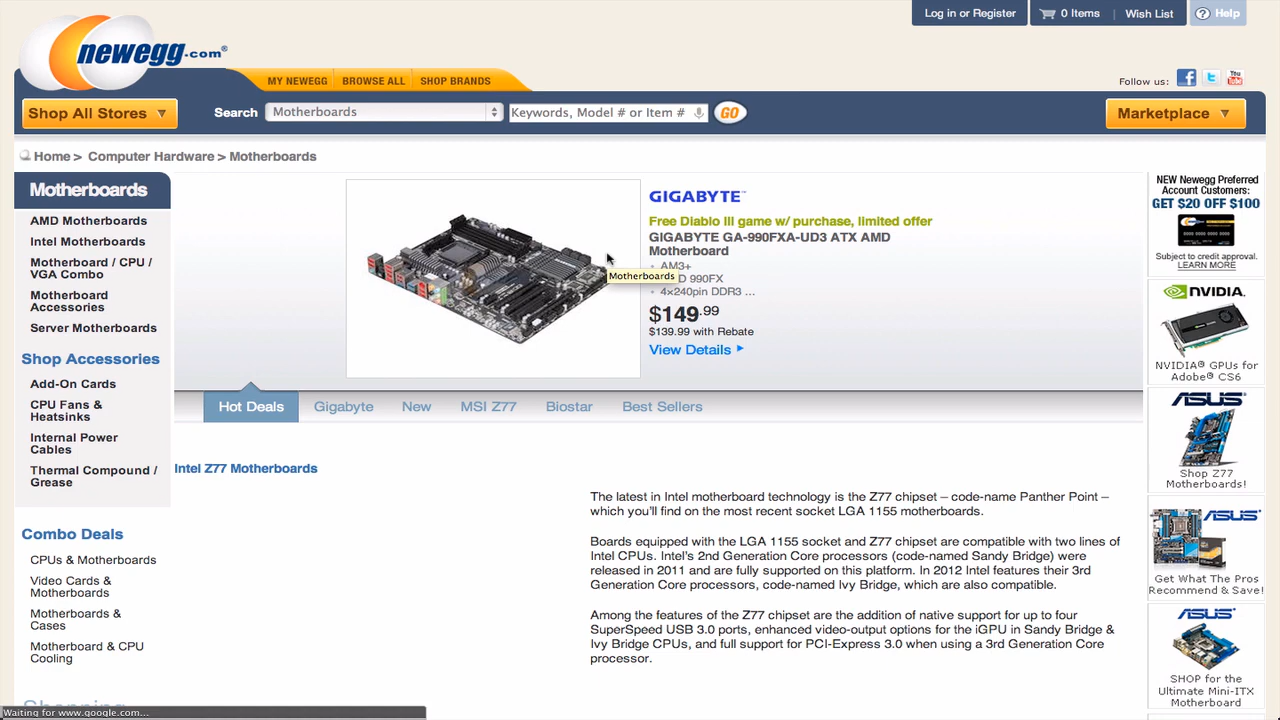 Log in or Register
0 Items | Wish List
Help
newegg.com
MY NEWEGG
BROWSE ALL
SHOP BRANDS
Follow us:
You
Shop All Stores ▼
Search
Motherboards
Keywords, Model # or Item #
GO
Marketplace ▼
Home > Computer Hardware > Motherboards
Motherboards
AMD Motherboards
Intel Motherboards
Motherboard / CPU /
VGA Combo
Motherboard
Accessories
Server Motherboards
Shop Accessories
Add-On Cards
CPU Fans &
Heatsinks
Internal Power
Cables
Thermal Compound /
Grease
Combo Deals
CPUs & Motherboards
Video Cards &
Motherboards
Motherboards &
Cases
Motherboard & CPU
Cooling
Shopping
GIGABYTE™
Free Diablo III game w/ purchase, limited offer
GIGABYTE GA-990FXA-UD3 ATX AMD
Motherboard
AM3+
D 990FX
4x240pin DDR3 ...
Motherboards
$149.99
$139.99 with Rebate
View Details
Hot Deals
Gigabyte
New
MSI Z77
Biostar
Best Sellers
Intel Z77 Motherboards
The latest in Intel motherboard technology is the Z77 chipset – code-name Panther Point –
which you'll find on the most recent socket LGA 1155 motherboards.
Boards equipped with the LGA 1155 socket and Z77 chipset are compatible with two lines of
Intel CPUs. Intel's 2nd Generation Core processors (code-named Sandy Bridge) were
released in 2011 and are fully supported on this platform. In 2012 Intel features their 3rd
Generation Core processors, code-named Ivy Bridge, which are also compatible.
Among the features of the Z77 chipset are the addition of native support for up to four
SuperSpeed USB 3.0 ports, enhanced video-output options for the iGPU in Sandy Bridge &
Ivy Bridge CPUs, and full support for PCI-Express 3.0 when using a 3rd Generation Core
processor.
NEW Newegg Preferred
Account Customers:
GET $20 OFF $100
Subject to credit approval.
LEARN MORE
NVIDIA.
NVIDIA® GPUs for
Adobe® CS6
ASUS
Shop Z77
Motherboards!
ASUS
Get What The Pros
Recommend & Save!
ASUS
SHOP for the
Ultimate Mini-ITX
Motherboard
Waiting for www.google.com...